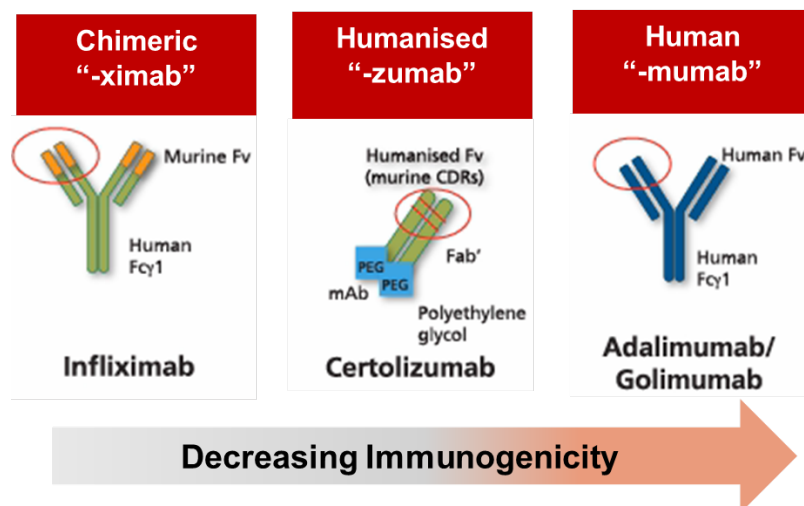 Chimeric
“-ximab”
Humanised
“-zumab”
Human
“-mumab”
Murine Fv
Human
Fcγ1
Infliximab
Humanised Fv
(murine CDRs)
PEG
PEG
Fab’
mAb
Polyethylene
glycol
Certolizumab
Human Fv
Human
Fcγ1
Adalimumab/
Golimumab
Decreasing Immunogenicity